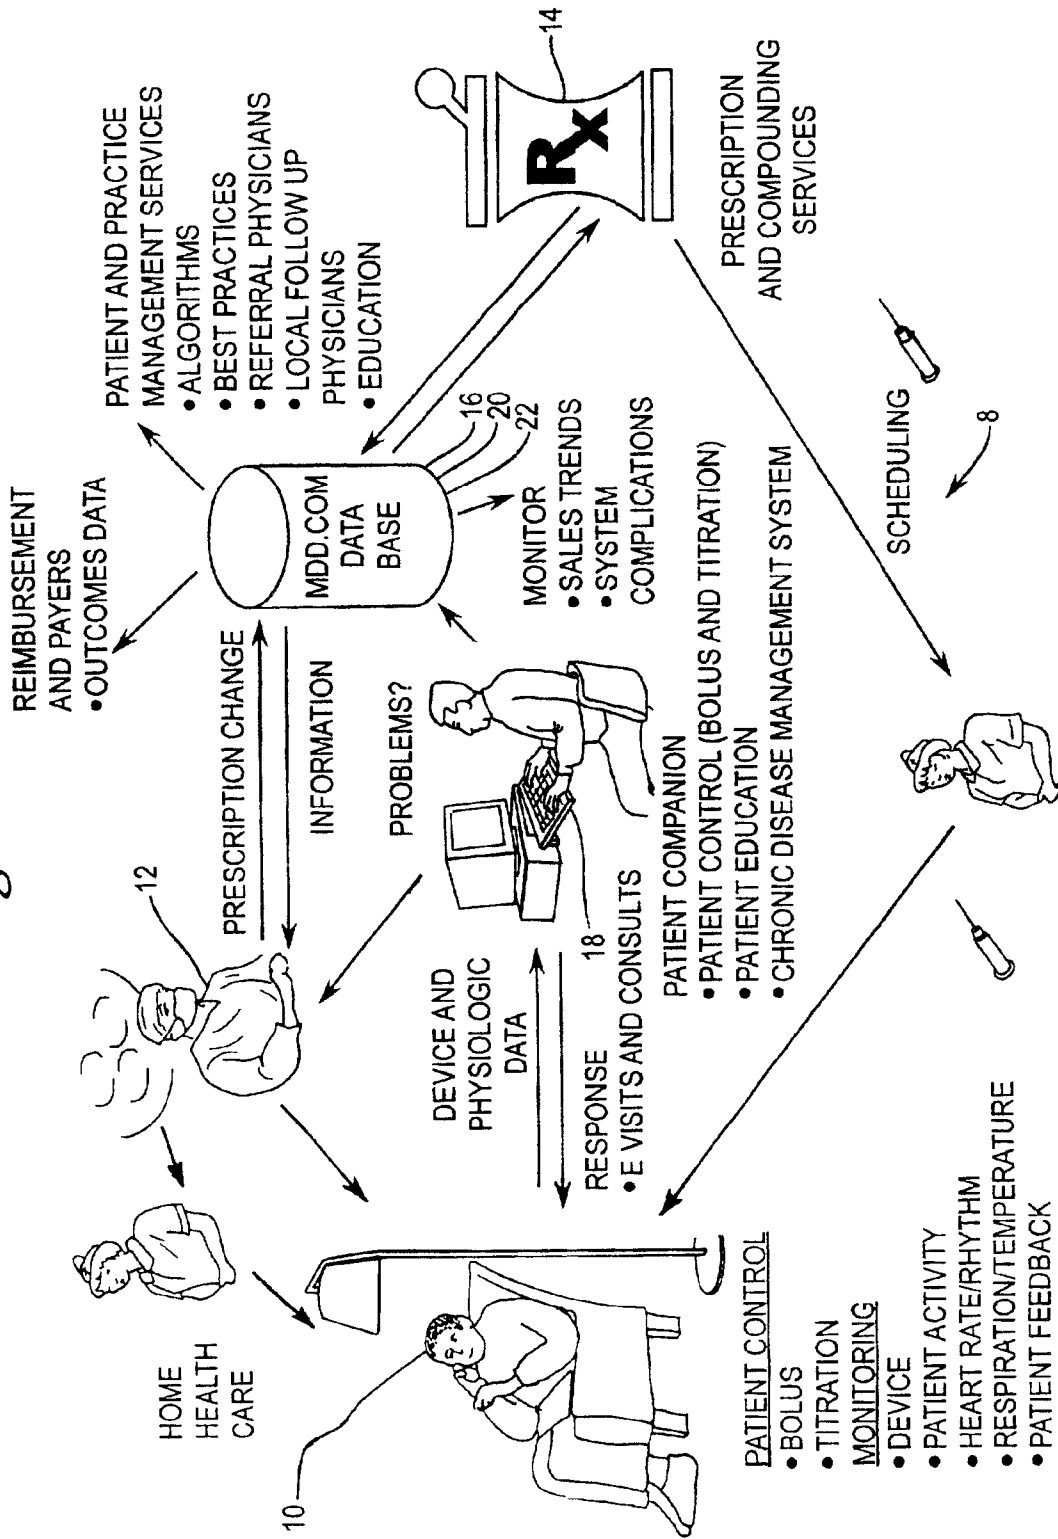 REIMBURSEMENT
AND PAYERS
•OUTCOMES DATA
PATIENT AND PRACTICE
MANAGEMENT SERVICES
•ALGORITHMS
•BEST PRACTICES
•REFERRAL PHYSICIANS
•LOCAL FOLLOW UP
PHYSICIANS
•EDUCATION
12
PRESCRIPTION CHANGE
INFORMATION
MDD.COM
DATA
BASE
16
20
22
14
Rx
PRESCRIPTION
AND COMPOUNDING
SERVICES
HOME
HEALTH
CARE
10
PROBLEMS?
MONITOR
•SALES TRENDS
•SYSTEM
COMPLICATIONS
DEVICE AND
PHYSIOLOGIC
DATA
RESPONSE
•E VISITS AND CONSULTS
18
PATIENT COMPANION
•PATIENT CONTROL (BOLUS AND TITRATION)
•PATIENT EDUCATION
•CHRONIC DISEASE MANAGEMENT SYSTEM
SCHEDULING
8
PATIENT CONTROL
•BOLUS
•TITRATION
MONITORING
•DEVICE
•PATIENT ACTIVITY
•HEART RATE/RHYTHM
•RESPIRATION/TEMPERATURE
•PATIENT FEEDBACK